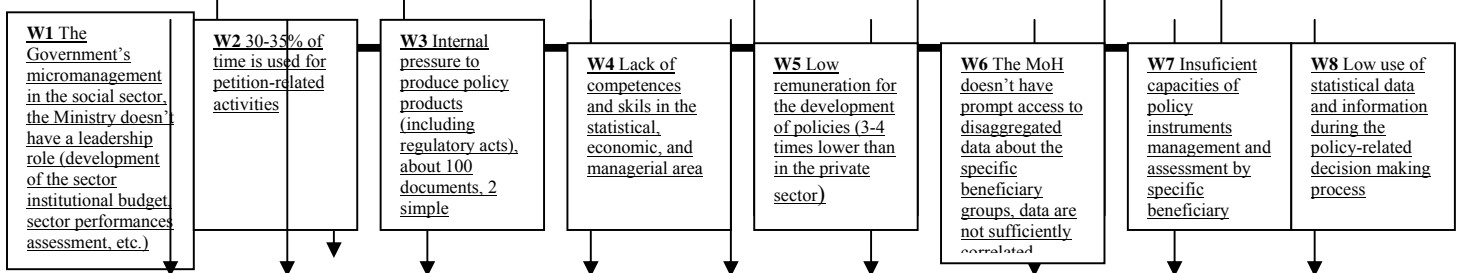 W1 The
Government's
micromanagement
in the social sector,
the Ministry doesn't
have a leadership
role (development
of the sector
institutional budget,
sector performances
assessment, etc.)
W2 30-35% of
time is used for
petition-related
activities
W3 Internal
pressure to
produce policy
products
(including
regulatory acts),
about 100
documents, 2
simple
W4 Lack of
competences
and skils in the
statistical,
economic, and
managerial area
W5 Low
remuneration for
the development
of policies (3-4
times lower than
in the private
sector)
W6 The MoH
doesn't have
prompt access to
disaggregated
data about the
specific
beneficiary
groups, data are
not sufficiently
correlated
W7 Insufficient
capacities of
policy
instruments
management and
assessment by
specific
beneficiary
W8 Low use of
statistical data
and information
during the
policy-related
decision making
process